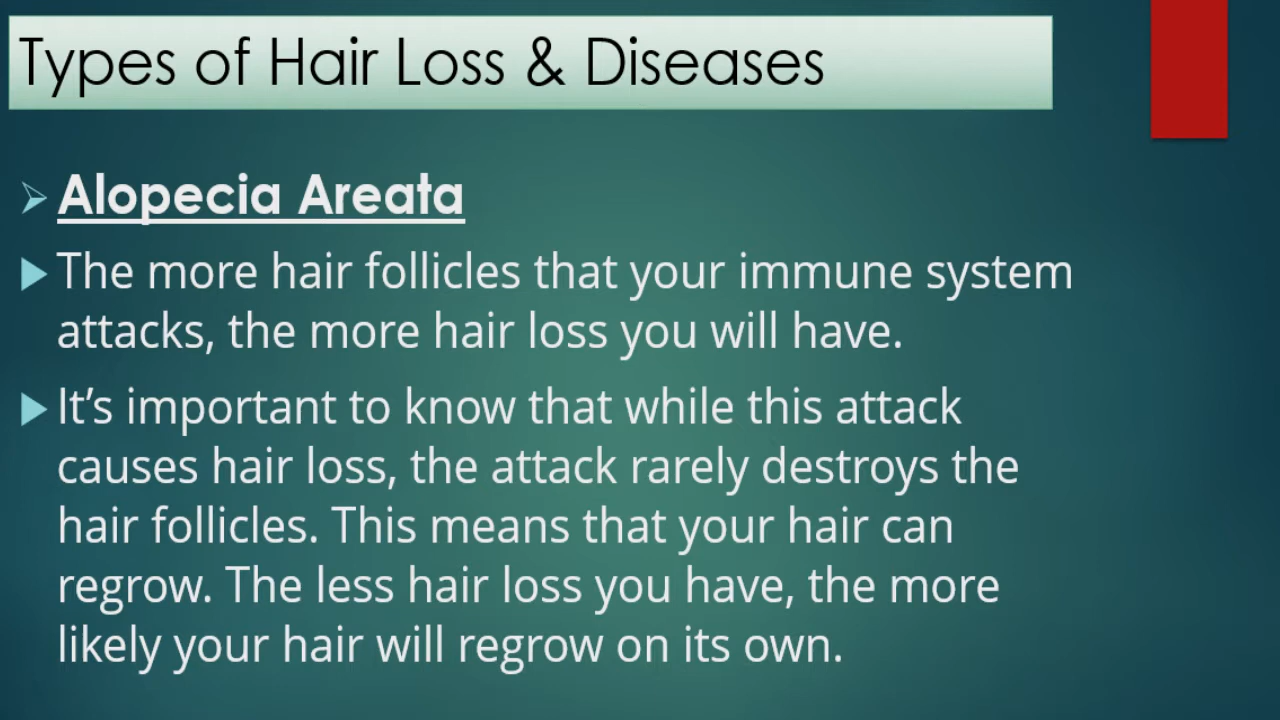 Types of Hair Loss & Diseases
Alopecia Areata
The more hair follicles that your immune system
attacks, the more hair loss you will have.
It’s important to know that while this attack
causes hair loss, the attack rarely destroys the
hair follicles. This means that your hair can
regrow. The less hair loss you have, the more
likely your hair will regrow on its own.